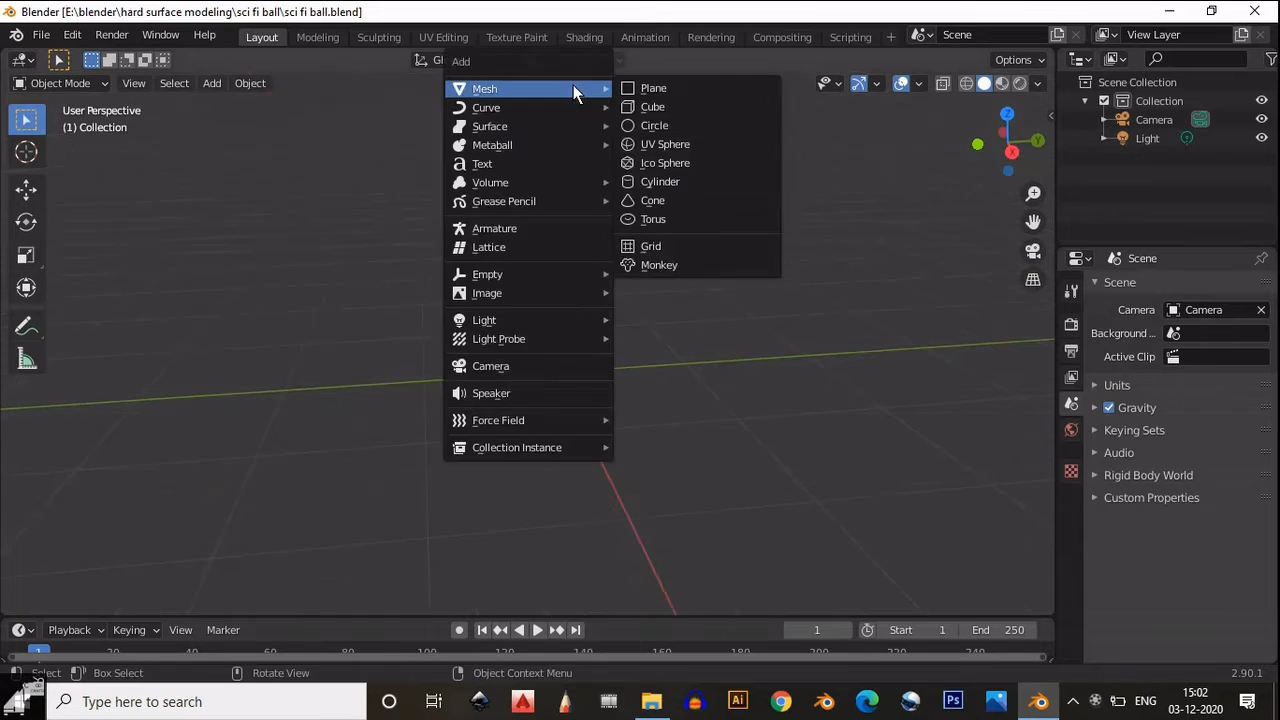 Blender [E:\blender\hard surface modeling\sci fi ball\sci fi ball.blend]
File Edit Render Window Help Layout Modeling Sculpting UV Editing Texture Paint Shading Animation Rendering Compositing Scripting Scene View Layer
Options
Object Mode View Select Add Object
User Perspective
(1) Collection
Add
Mesh
Curve
Surface
Metaball
Text
Volume
Grease Pencil
Armature
Lattice
Empty
Image
Light
Light Probe
Camera
Speaker
Force Field
Collection Instance
Plane
Cube
Circle
UV Sphere
Ico Sphere
Cylinder
Cone
Torus
Grid
Monkey
Z
Y
X
Scene Collection
Collection
Camera
Light
Scene
Scene
Camera Camera
Background ...
Active Clip
Units
Gravity
Keying Sets
Audio
Rigid Body World
Custom Properties
Playback Keying View Marker 1 Start 1 End 250
1 20
Select Box Select Rotate View Object Context Menu 2.90.1
Type here to search
Ai Ps ENG 15:02
03-12-2020